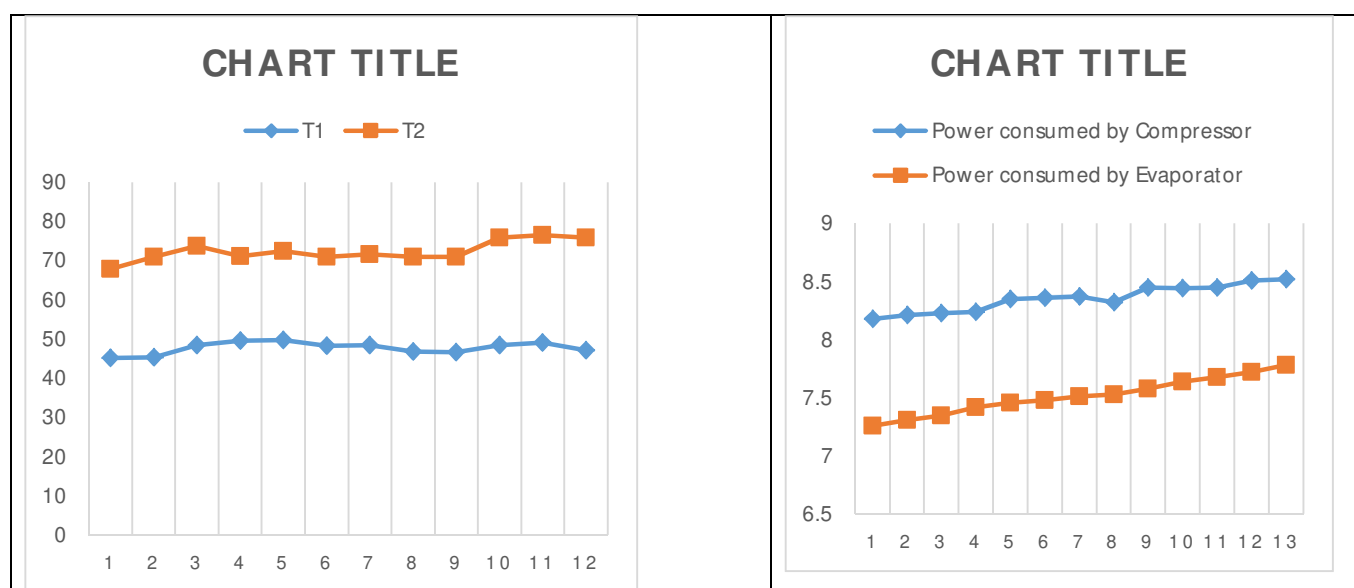 CHART TITLE
T1 T2
90
80
70
60
50
40
30
20
10
0
1 2 3 4 5 6 7 8 9 10 11 12
CHART TITLE
Power consumed by Compressor
Power consumed by Evaporator
9
8.5
8
7.5
7
6.5
1 2 3 4 5 6 7 8 9 10 11 12 13